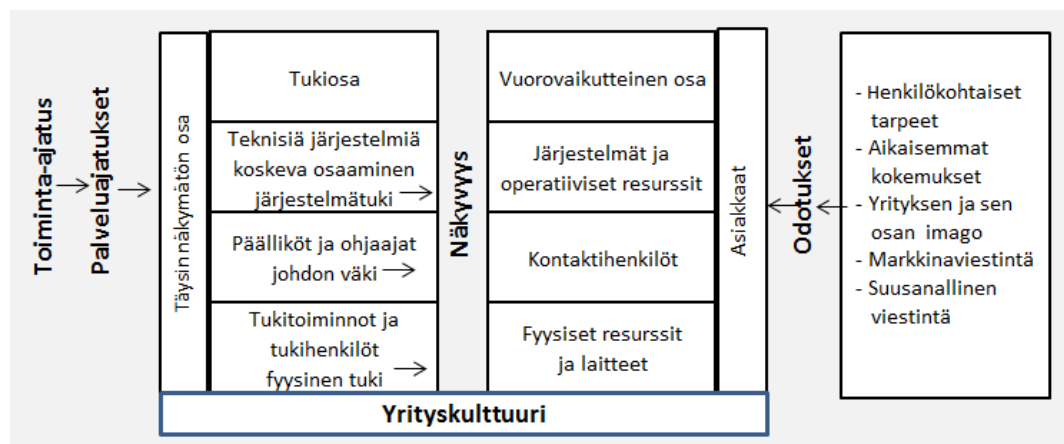 Toiminta-ajatus
Palveluajatukset
Täysin näkymätön osa
Tukiosa
Teknisiä järjestelmiä
koskeva osaaminen
järjestelmätuki
Päälliköt ja ohjaajat
johdon väki
Tukitoiminnot ja
tukihenkilöt
fyysinen tuki
Näkyvyys
Vuorovaikutteinen osa
Järjestelmät ja
operatiiviset resurssit
Kontaktihenkilöt
Fyysiset resurssit
ja laitteet
Asiakkaat
Odotukset
- Henkilökohtaiset
tarpeet
- Aikaisemmat
kokemukset
- Yrityksen ja sen
osan imago
- Markkinaviestintä
- Suusanallinen
viestintä
Yrityskulttuuri